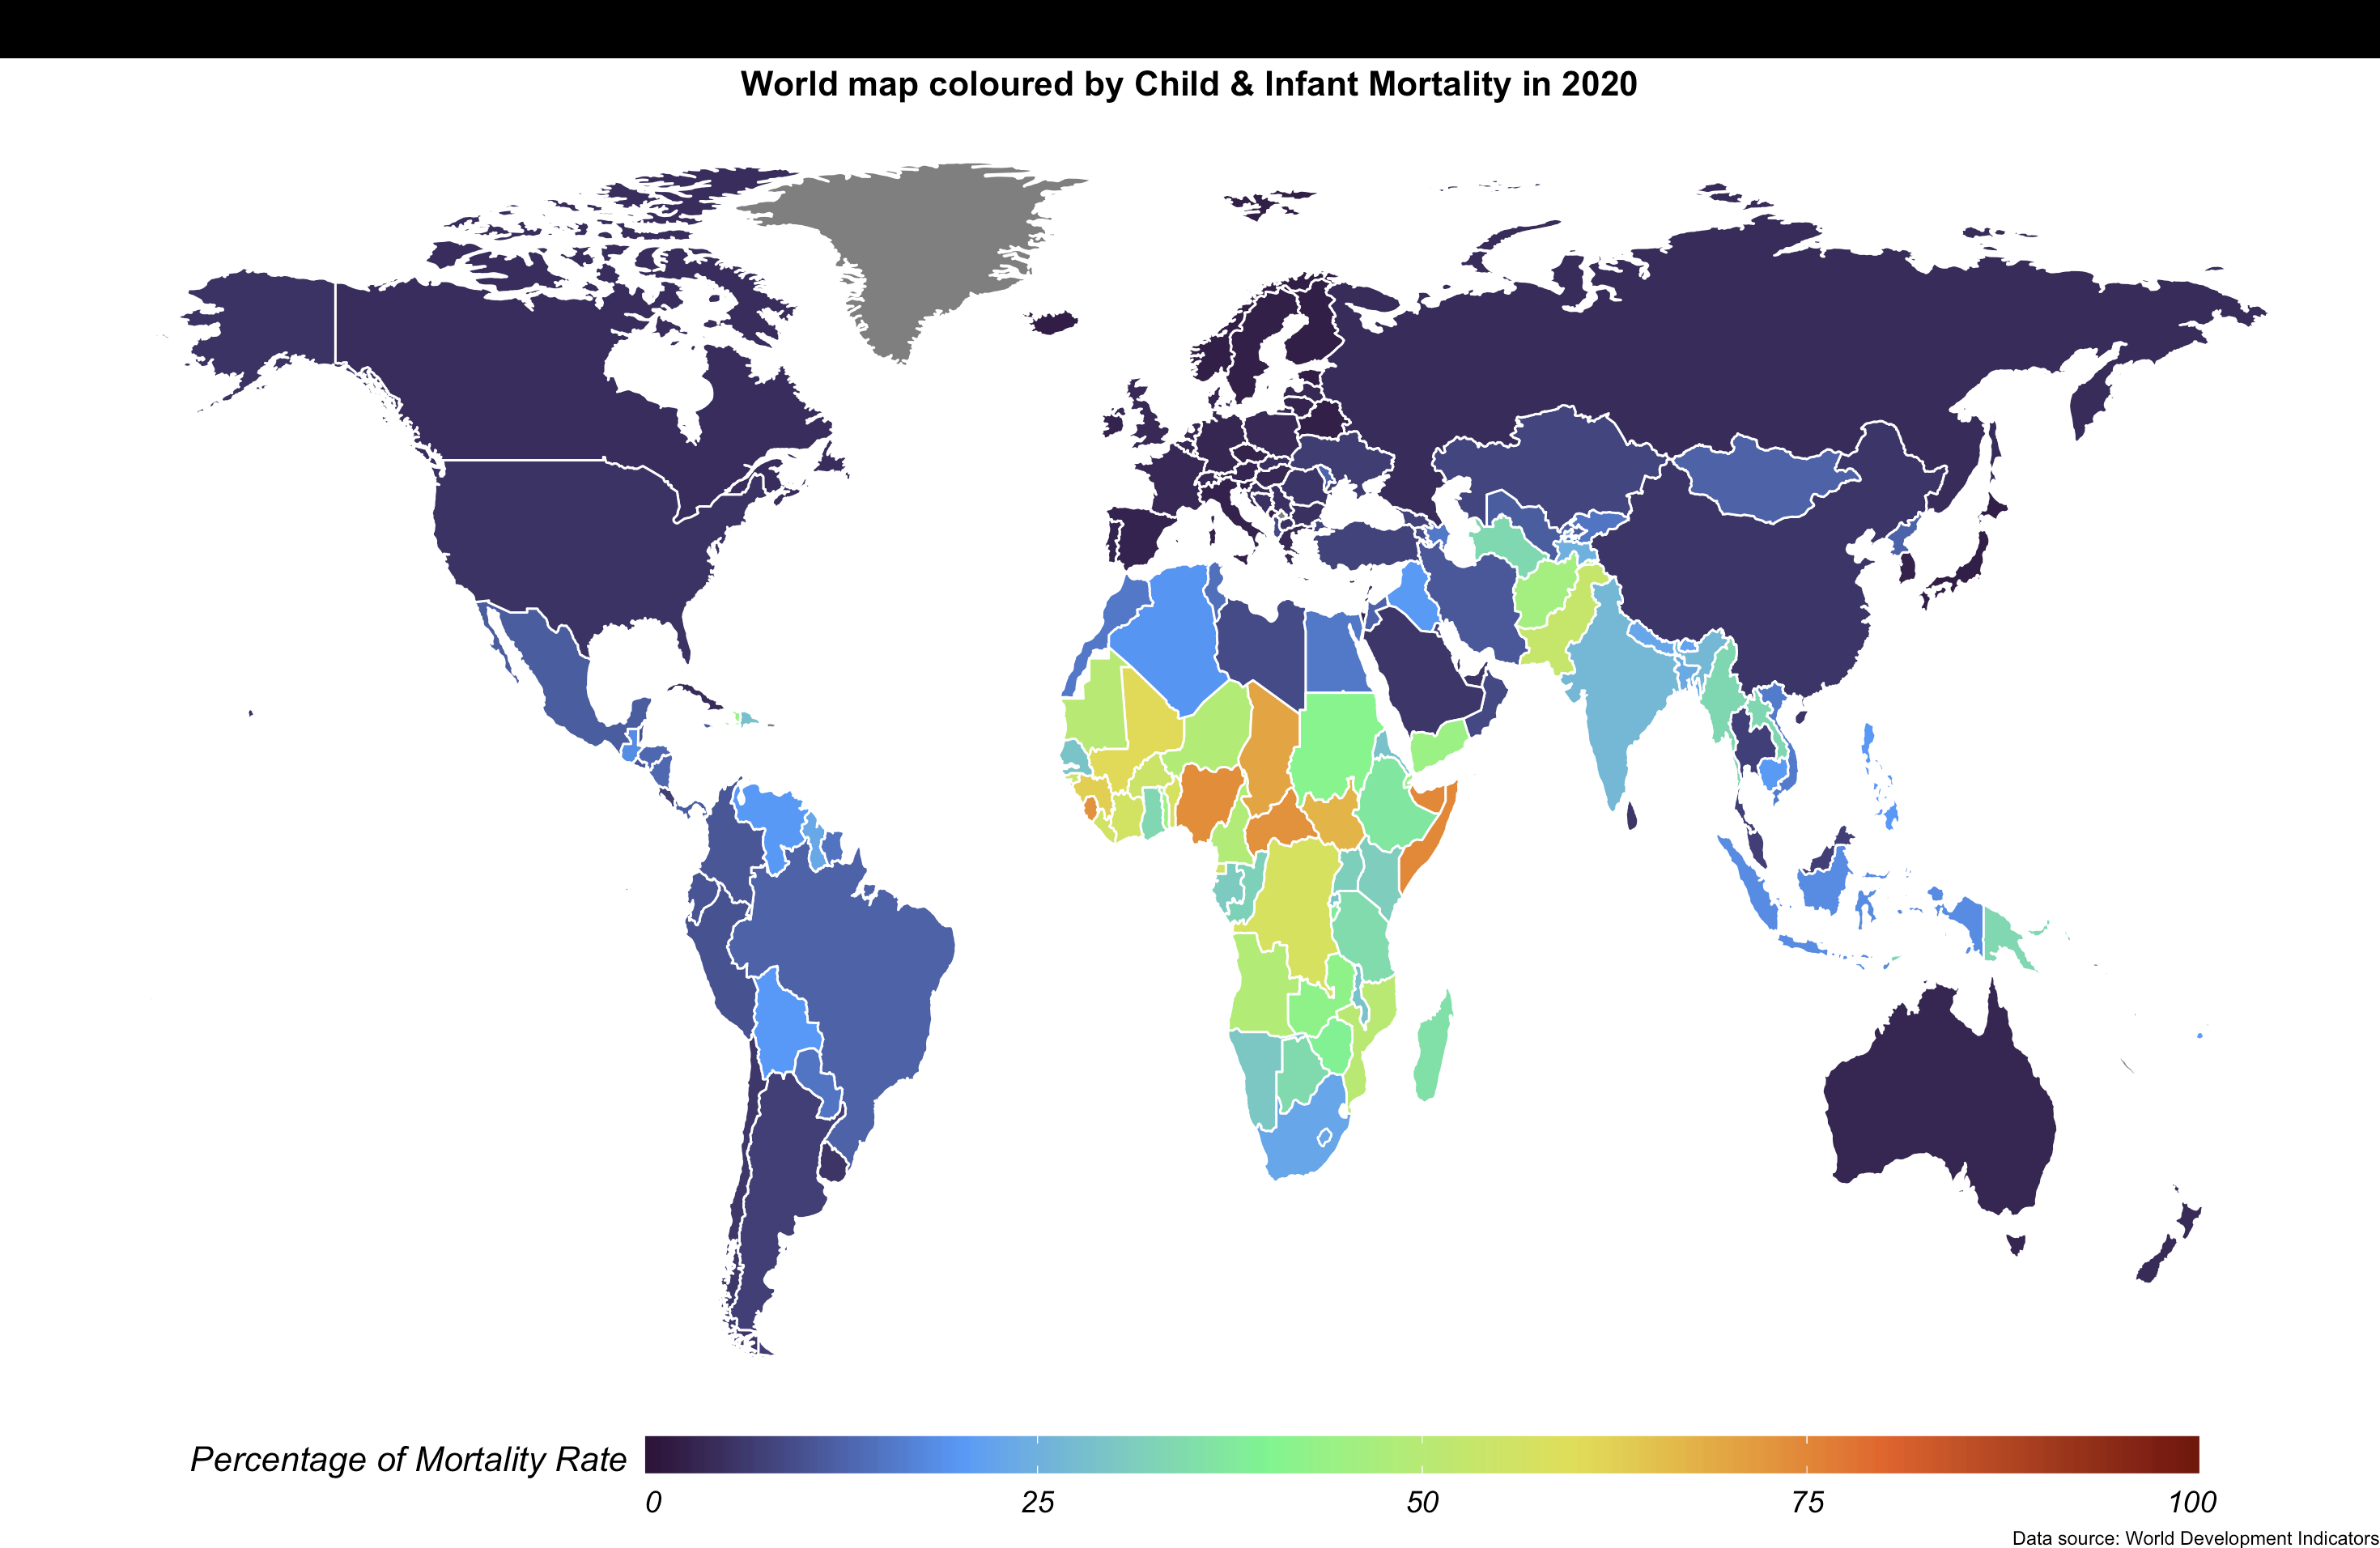 World map coloured by Child & Infant Mortality in 2020
Percentage of Mortality Rate
0 25 50 75 100
Data source: World Development Indicators